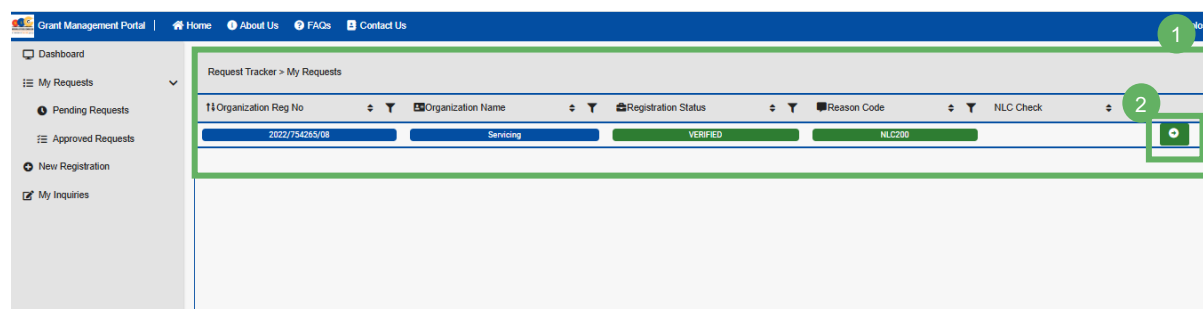 Grant Management Portal | Home About Us FAQs Contact Us
1
Dashboard
My Requests
Pending Requests
Approved Requests
New Registration
My Inquiries
Request Tracker > My Requests
Organization Reg No Organization Name Registration Status Reason Code NLC Check
2
2022/754265/08 Servicing VERIFIED NLC200